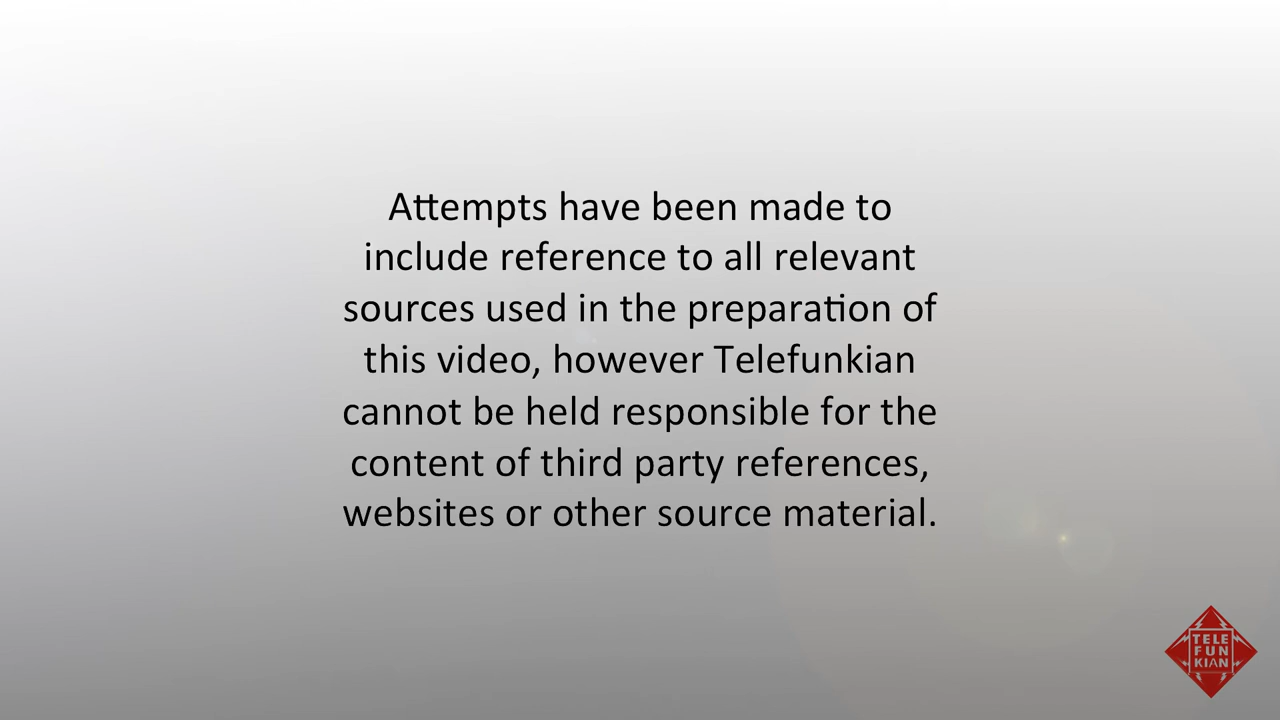 Attempts have been made to
include reference to all relevant
sources used in the preparation of
this video, however Telefunkian
cannot be held responsible for the
content of third party references,
websites or other source material.
TELE
FUN
KIAN